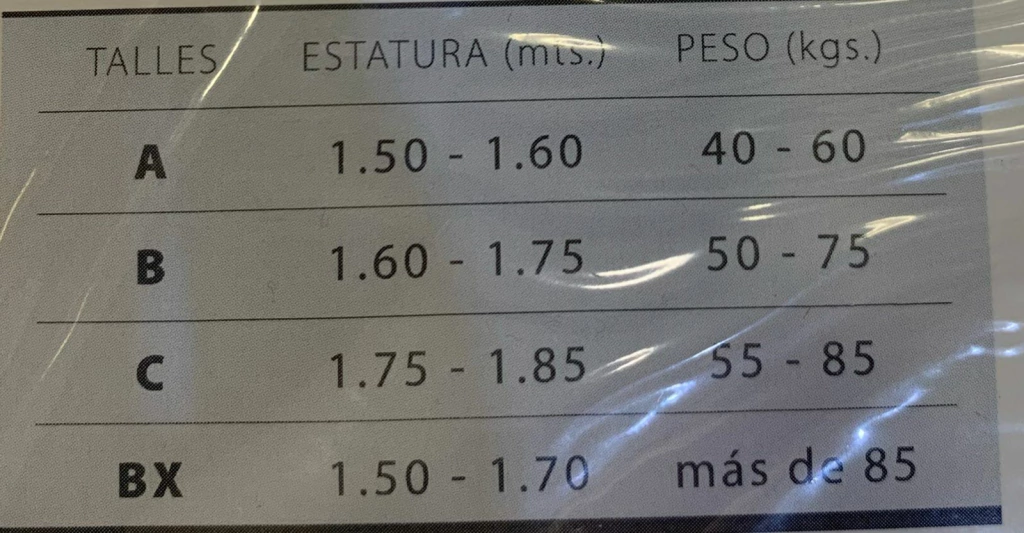 TALLES ESTATURA (mts.) PESO (kgs.)
A 1.50 - 1.60 40 - 60
B 1.60 - 1.75 50 - 75
C 1.75 - 1.85 55 - 85
BX 1.50 - 1.70 más de 85